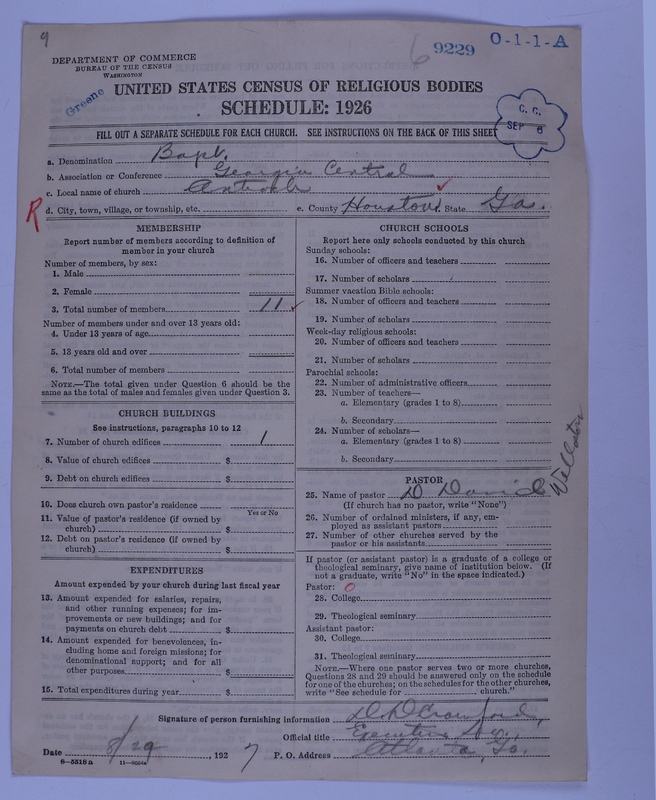 9
6 9229 O-1-1-A
DEPARTMENT OF COMMERCE
BUREAU OF THE CENSUS
WASHINGTON
Greene
UNITED STATES CENSUS OF RELIGIOUS BODIES
SCHEDULE: 1926
C. C.
SEP 6
FILL OUT A SEPARATE SCHEDULE FOR EACH CHURCH. SEE INSTRUCTIONS ON THE BACK OF THIS SHEET
a. Denomination Bapt.
b. Association or Conference Georgia Central
c. Local name of church Antioch
R d. City, town, village, or township, etc. e. County Houston State Ga.
MEMBERSHIP
Report number of members according to definition of
member in your church
Number of members, by sex:
1. Male
2. Female
3. Total number of members 11
Number of members under and over 13 years old:
4. Under 13 years of age
5. 13 years old and over
6. Total number of members
NOTE.—The total given under Question 6 should be the
same as the total of males and females given under Question 3.
CHURCH BUILDINGS
See instructions, paragraphs 10 to 12
7. Number of church edifices 1
8. Value of church edifices $
9. Debt on church edifices $
10. Does church own pastor's residence
Yes or No
11. Value of pastor's residence (if owned by
church) $
12. Debt on pastor's residence (if owned by
church) $
EXPENDITURES
Amount expended by your church during last fiscal year
13. Amount expended for salaries, repairs,
and other running expenses; for im-
provements or new buildings; and for
payments on church debt $
14. Amount expended for benevolences, in-
cluding home and foreign missions; for
denominational support; and for all
other purposes $
15. Total expenditures during year $
CHURCH SCHOOLS
Report here only schools conducted by this church
Sunday schools:
16. Number of officers and teachers
17. Number of scholars
Summer vacation Bible schools:
18. Number of officers and teachers
19. Number of scholars
Week-day religious schools:
20. Number of officers and teachers
21. Number of scholars
Parochial schools:
22. Number of administrative officers
23. Number of teachers—
a. Elementary (grades 1 to 8)
b. Secondary
24. Number of scholars—
a. Elementary (grades 1 to 8)
b. Secondary
PASTOR
25. Name of pastor D David
Wellston
(If church has no pastor, write "None")
26. Number of ordained ministers, if any, em-
ployed as assistant pastors
27. Number of other churches served by the
pastor or his assistants
If pastor (or assistant pastor) is a graduate of a college or
theological seminary, give name of institution below. (If
not a graduate, write "No" in the space indicated.)
Pastor: 0
28. College
29. Theological seminary
Assistant pastor:
30. College
31. Theological seminary
NOTE.—Where one pastor serves two or more churches,
Questions 28 and 29 should be answered only on the schedule
for one of the churches; on the schedules for the other churches,
write "See schedule for church."
Signature of person furnishing information Crawford,
Official title Executive Sec.,
Date 8/29, 1927 P. O. Address Atlanta, Ga.
6—5518a